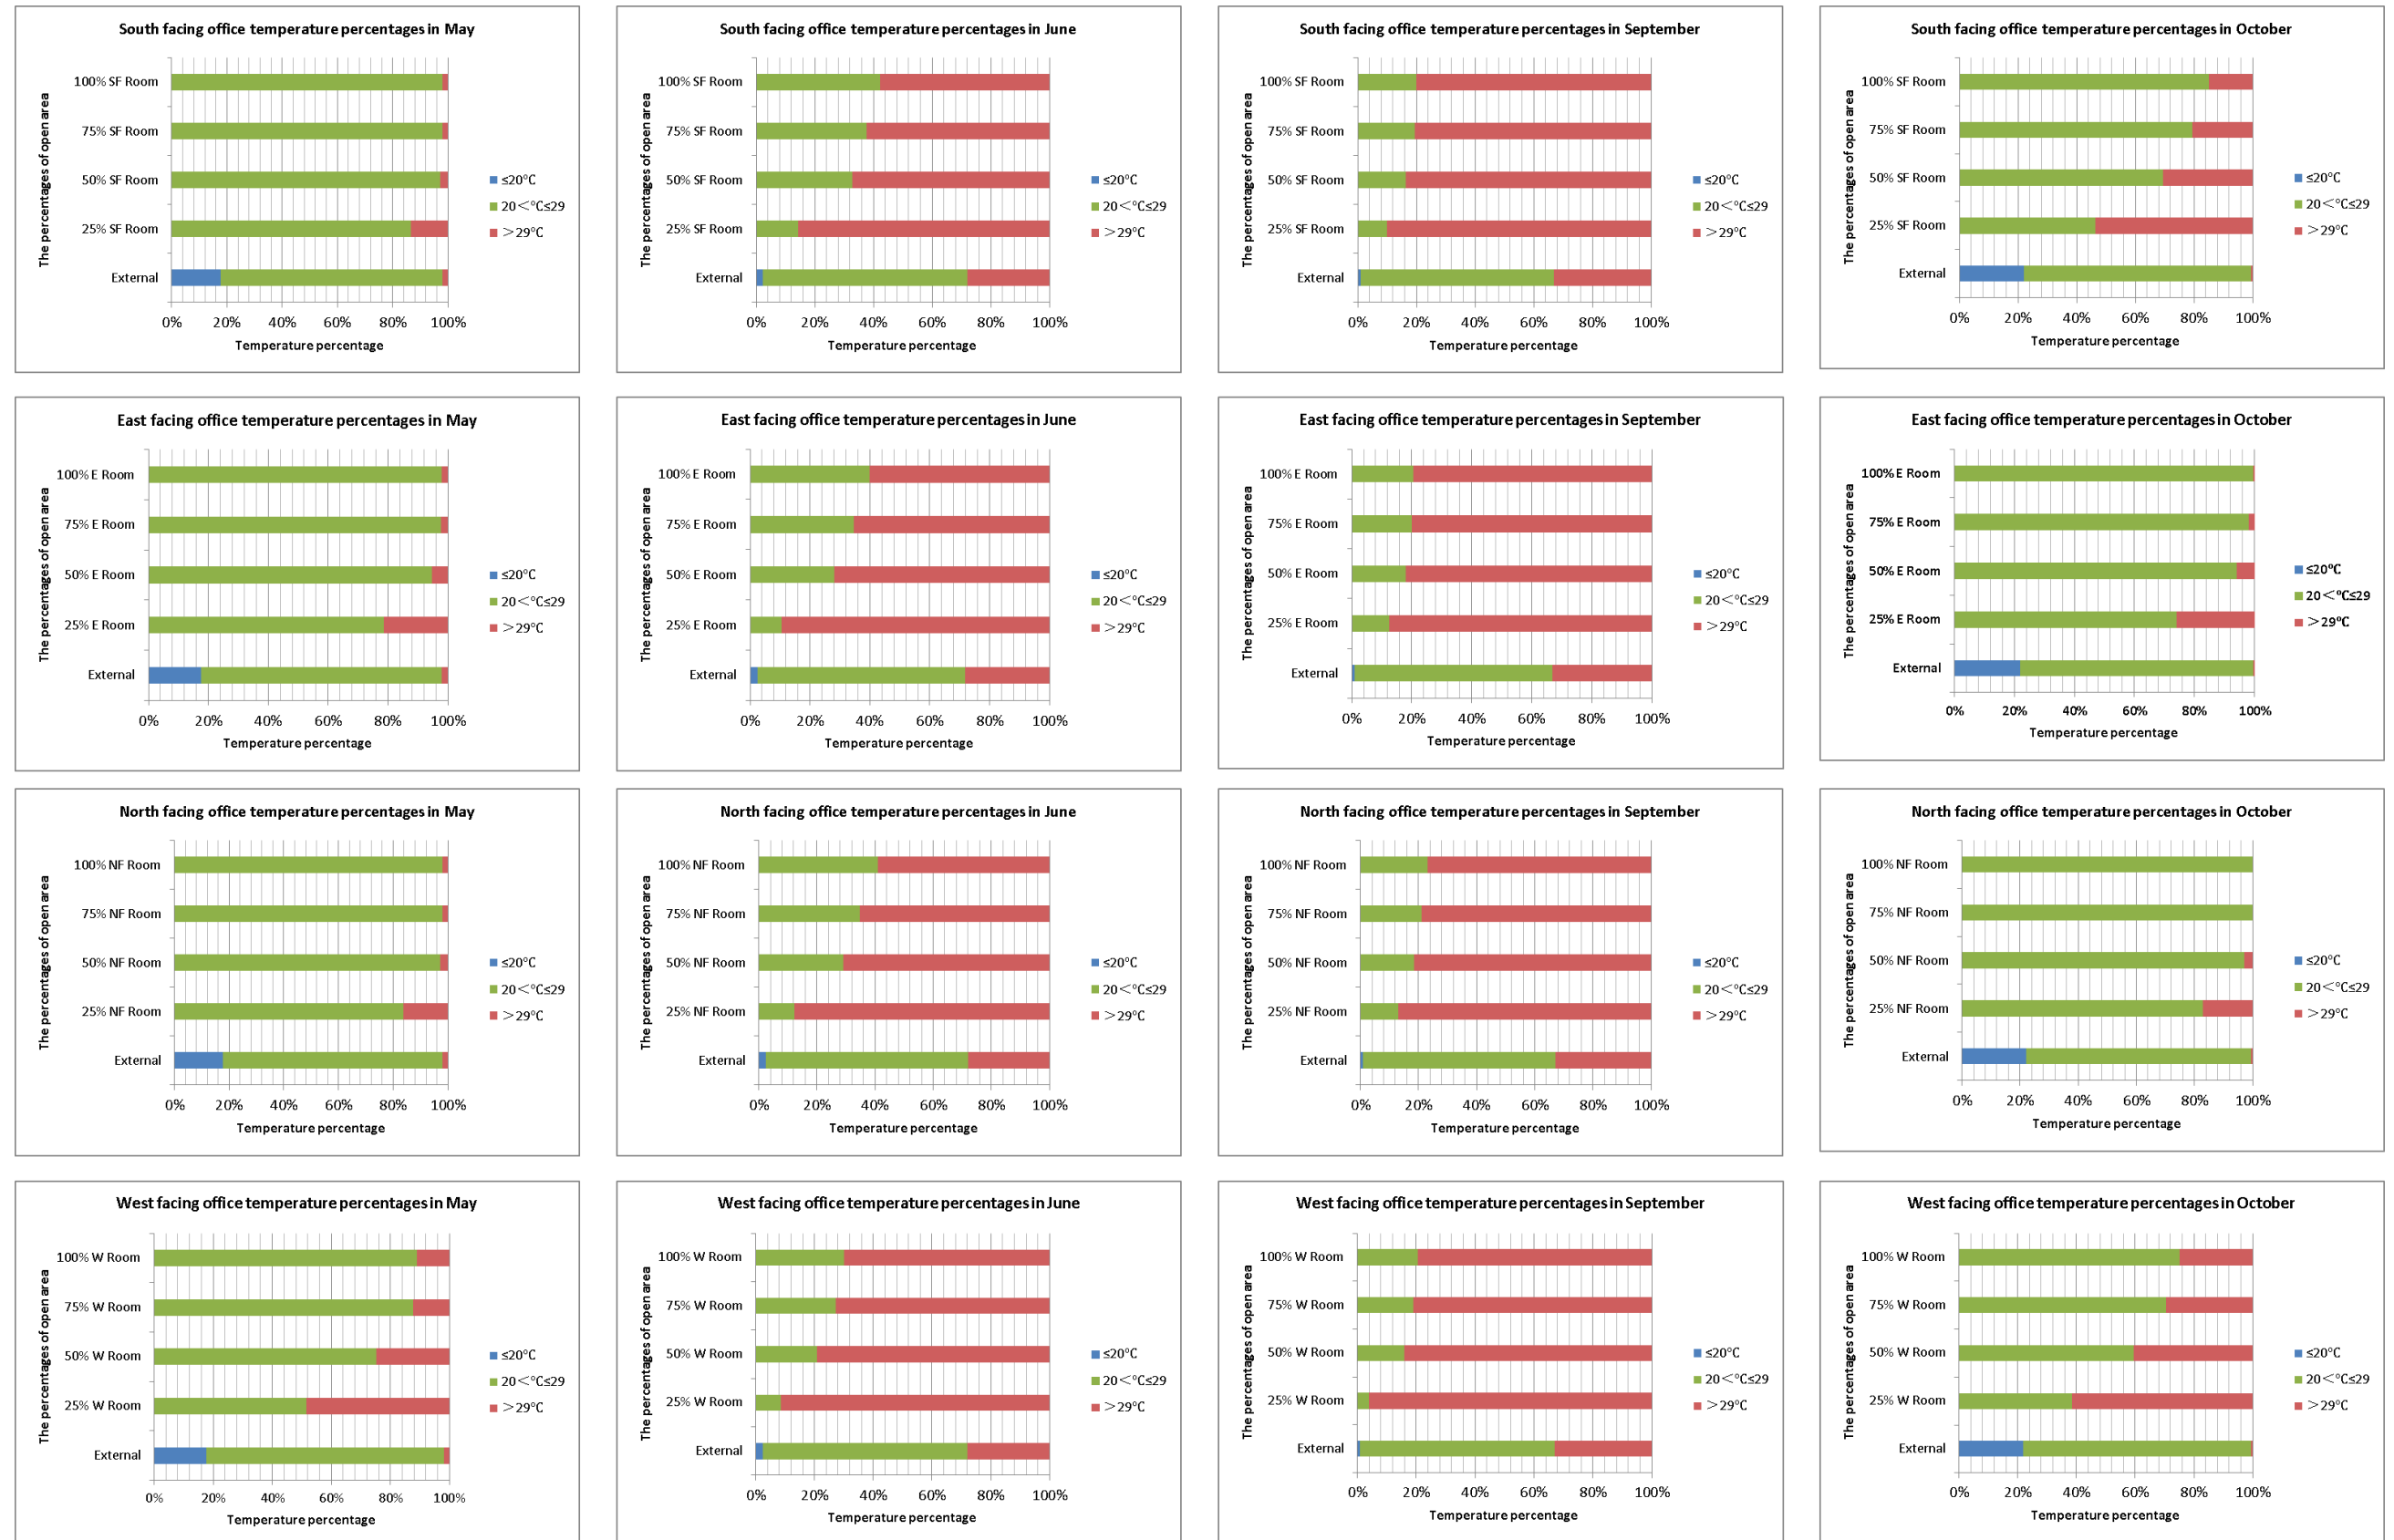 South facing office temperature percentages in May
The percentages of open area
100% SF Room
75% SF Room
50% SF Room
25% SF Room
External
0% 20% 40% 60% 80% 100%
Temperature percentage
≤20°C
20＜°C≤29
＞29°C
South facing office temperature percentages in June
The percentages of open area
100% SF Room
75% SF Room
50% SF Room
25% SF Room
External
0% 20% 40% 60% 80% 100%
Temperature percentage
≤20°C
20＜°C≤29
＞29°C
South facing office temperature percentages in September
The percentages of open area
100% SF Room
75% SF Room
50% SF Room
25% SF Room
External
0% 20% 40% 60% 80% 100%
Temperature percentage
≤20°C
20＜°C≤29
＞29°C
South facing office temperature percentages in October
The percentages of open area
100% SF Room
75% SF Room
50% SF Room
25% SF Room
External
0% 20% 40% 60% 80% 100%
Temperature percentage
≤20°C
20＜°C≤29
＞29°C
East facing office temperature percentages in May
The percentages of open area
100% E Room
75% E Room
50% E Room
25% E Room
External
0% 20% 40% 60% 80% 100%
Temperature percentage
≤20°C
20＜°C≤29
＞29°C
East facing office temperature percentages in June
The percentages of open area
100% E Room
75% E Room
50% E Room
25% E Room
External
0% 20% 40% 60% 80% 100%
Temperature percentage
≤20°C
20＜°C≤29
＞29°C
East facing office temperature percentages in September
The percentages of open area
100% E Room
75% E Room
50% E Room
25% E Room
External
0% 20% 40% 60% 80% 100%
Temperature percentage
≤20°C
20＜°C≤29
＞29°C
East facing office temperature percentages in October
The percentages of open area
100% E Room
75% E Room
50% E Room
25% E Room
External
0% 20% 40% 60% 80% 100%
Temperature percentage
≤20°C
20＜°C≤29
＞29°C
North facing office temperature percentages in May
The percentages of open area
100% NF Room
75% NF Room
50% NF Room
25% NF Room
External
0% 20% 40% 60% 80% 100%
Temperature percentage
≤20°C
20＜°C≤29
＞29°C
North facing office temperature percentages in June
The percentages of open area
100% NF Room
75% NF Room
50% NF Room
25% NF Room
External
0% 20% 40% 60% 80% 100%
Temperature percentage
≤20°C
20＜°C≤29
＞29°C
North facing office temperature percentages in September
The percentages of open area
100% NF Room
75% NF Room
50% NF Room
25% NF Room
External
0% 20% 40% 60% 80% 100%
Temperature percentage
≤20°C
20＜°C≤29
＞29°C
North facing office temperature percentages in October
The percentages of open area
100% NF Room
75% NF Room
50% NF Room
25% NF Room
External
0% 20% 40% 60% 80% 100%
Temperature percentage
≤20°C
20＜°C≤29
＞29°C
West facing office temperature percentages in May
The percentages of open area
100% W Room
75% W Room
50% W Room
25% W Room
External
0% 20% 40% 60% 80% 100%
Temperature percentage
≤20°C
20＜°C≤29
＞29°C
West facing office temperature percentages in June
The percentages of open area
100% W Room
75% W Room
50% W Room
25% W Room
External
0% 20% 40% 60% 80% 100%
Temperature percentage
≤20°C
20＜°C≤29
＞29°C
West facing office temperature percentages in September
The percentages of open area
100% W Room
75% W Room
50% W Room
25% W Room
External
0% 20% 40% 60% 80% 100%
Temperature percentage
≤20°C
20＜°C≤29
＞29°C
West facing office temperature percentages in October
The percentages of open area
100% W Room
75% W Room
50% W Room
25% W Room
External
0% 20% 40% 60% 80% 100%
Temperature percentage
≤20°C
20＜°C≤29
＞29°C